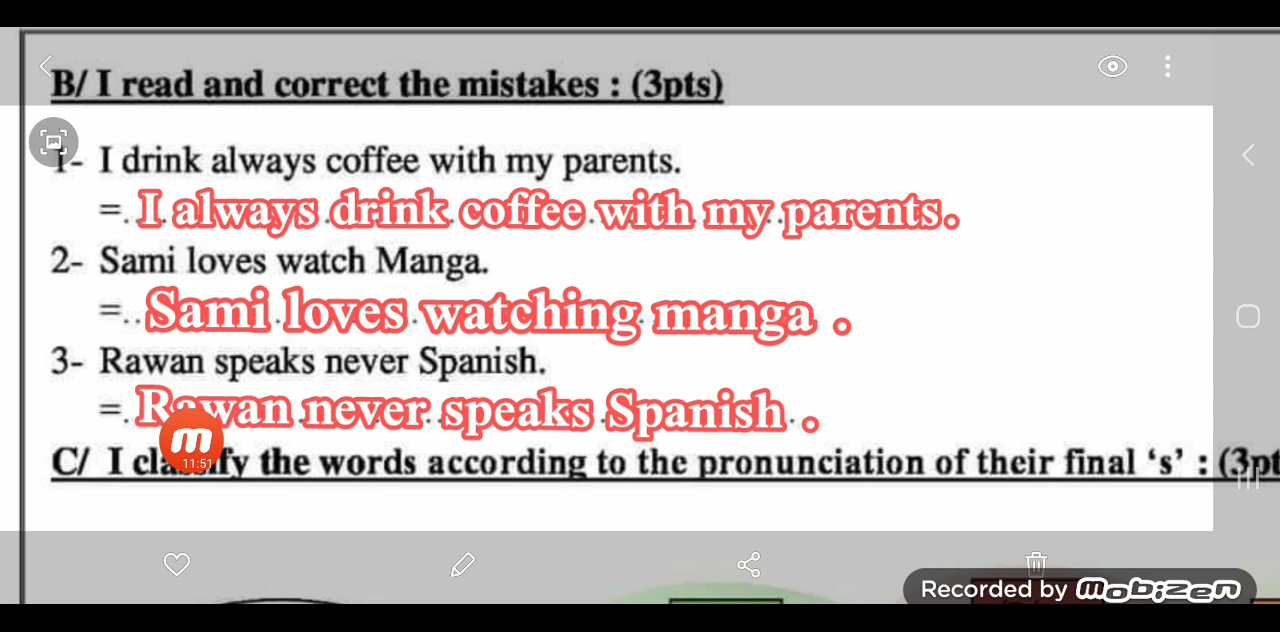 B/ I read and correct the mistakes : (3pts)
1- I drink always coffee with my parents.
=. I always drink coffee with my parents.
2- Sami loves watch Manga.
=.. Sami loves watching manga .
3- Rawan speaks never Spanish.
=. Rawan never speaks Spanish .
11:51
C/ I classify the words according to the pronunciation of their final ‘s’ : (3pt
Recorded by mobizen